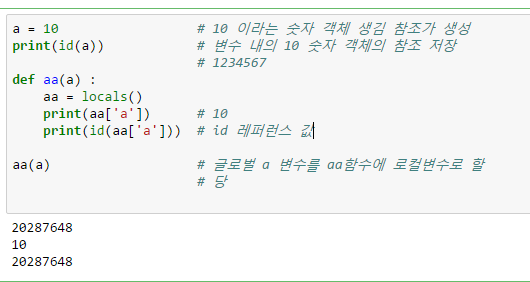 a = 10 # 10 이라는 숫자 객체 생김 참조가 생성
print(id(a)) # 변수 내의 10 숫자 객체의 참조 저장
# 1234567
def aa(a) :
aa = locals()
print(aa['a']) # 10
print(id(aa['a'])) # id 레퍼런스 값
aa(a) # 글로벌 a 변수를 aa함수에 로컬변수로 할
# 당
20287648
10
20287648